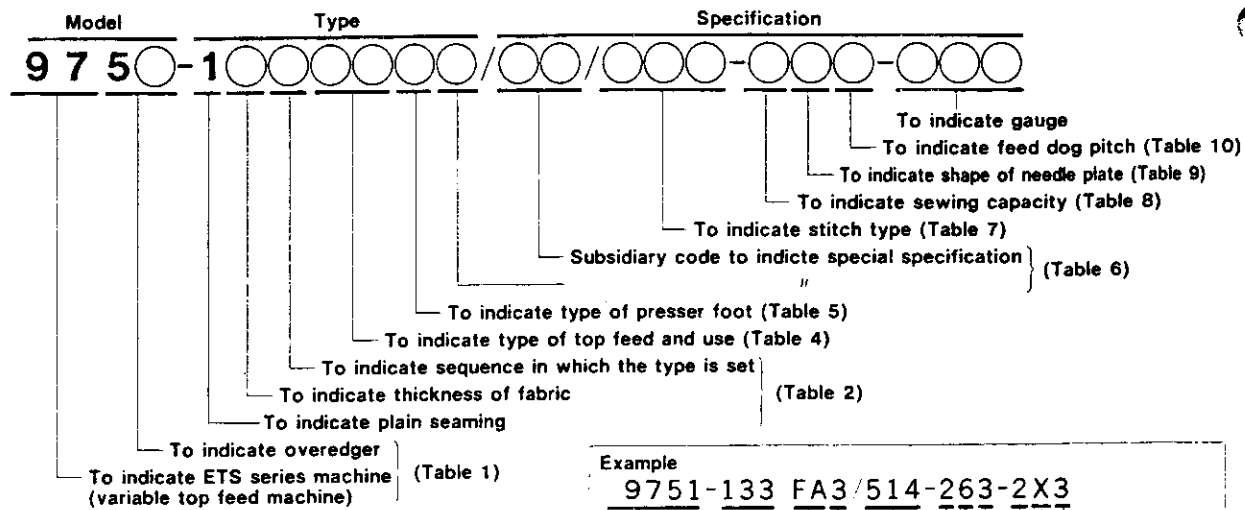 Model Type Specification
975○-1○○○○○○/○○/○○○-○○○-○○○
To indicate gauge
To indicate feed dog pitch (Table 10)
To indicate shape of needle plate (Table 9)
To indicate sewing capacity (Table 8)
To indicate stitch type (Table 7)
Subsidiary code to indicte special specification
〃
(Table 6)
To indicate type of presser foot (Table 5)
To indicate type of top feed and use (Table 4)
To indicate sequence in which the type is set
To indicate thickness of fabric
(Table 2)
To indicate plain seaming
To indicate overedger
To indicate ETS series machine
(variable top feed machine)
(Table 1)
Example
9751-133 FA3/514-263-2X3